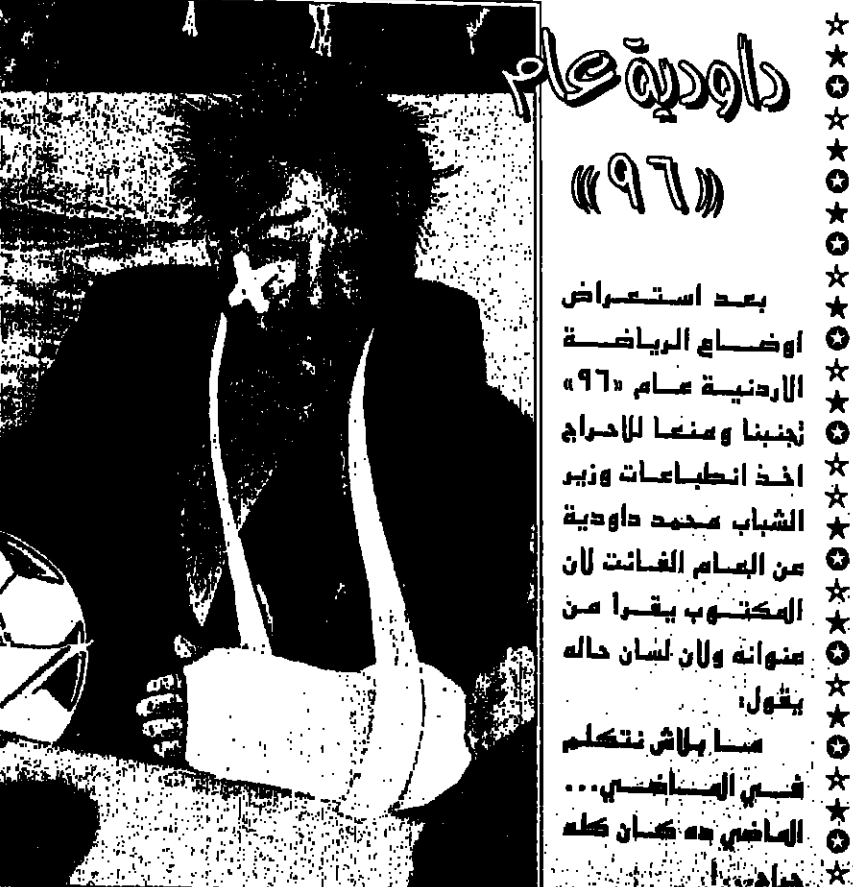 داودية عام
«٩٦»
بعد استعراض
اوضاع الرياضة
الاردنية عام «٩٦»
تجنبنا ومنعا للاحراج
اخذ انطباعات وزير
الشباب محمد داودية
عن العام الفائت لان
المكتوب يقرا من
عنوانه ولان لسان حاله
يقول:
ما بلاش نتكلم
في الماضي...
الماضي ده كان كله